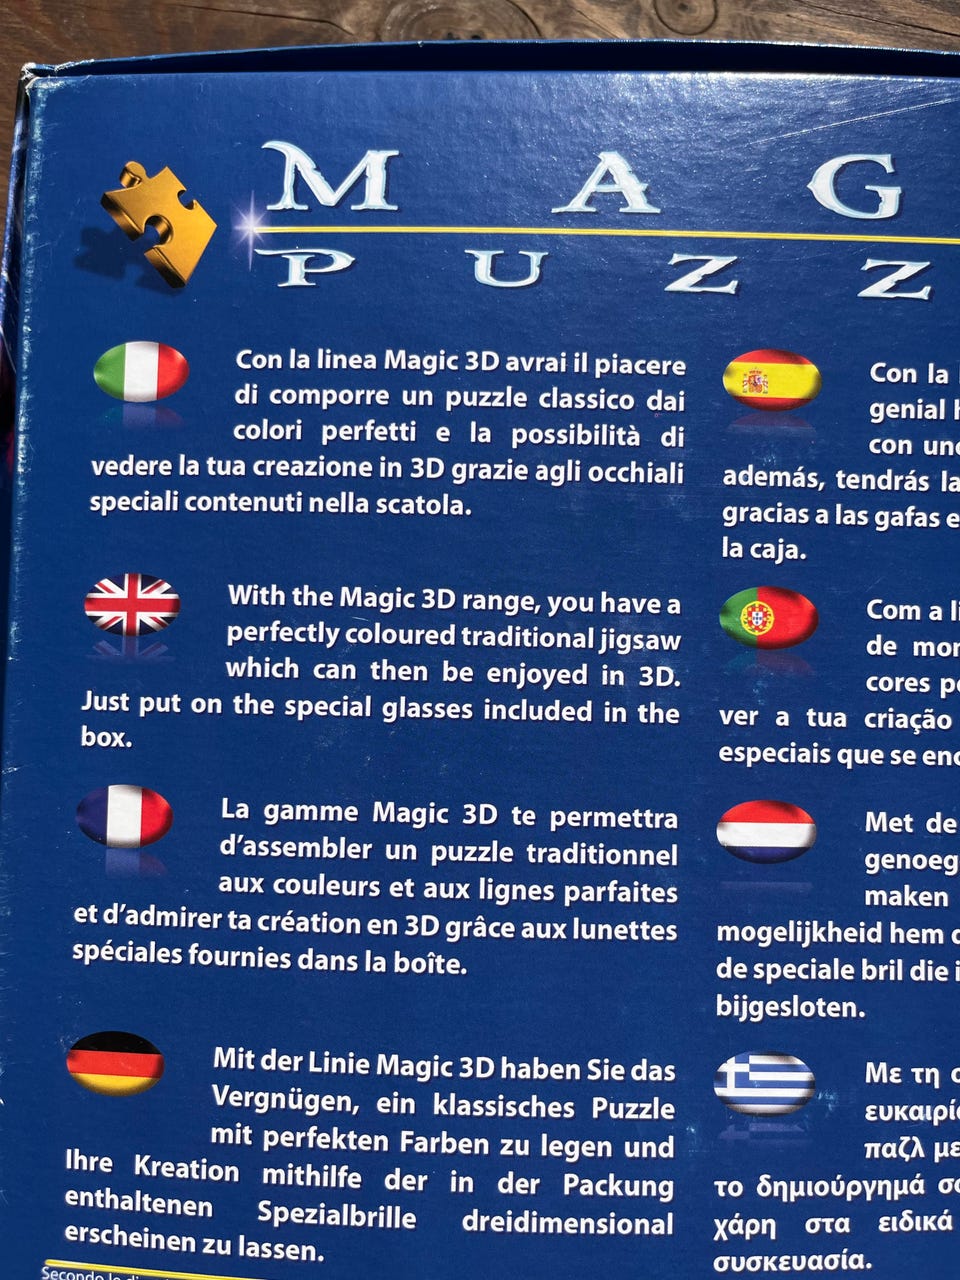 MAG
PUZZ
Con la linea Magic 3D avrai il piacere
di comporre un puzzle classico dai
colori perfetti e la possibilità di
vedere la tua creazione in 3D grazie agli occhiali
speciali contenuti nella scatola.
With the Magic 3D range, you have a
perfectly coloured traditional jigsaw
which can then be enjoyed in 3D.
Just put on the special glasses included in the
box.
La gamme Magic 3D te permettra
d'assembler un puzzle traditionnel
aux couleurs et aux lignes parfaites
et d'admirer ta création en 3D grâce aux lunettes
spéciales fournies dans la boîte.
Mit der Linie Magic 3D haben Sie das
Vergnügen, ein klassisches Puzzle
mit perfekten Farben zu legen und
Ihre Kreation mithilfe der in der Packung
enthaltenen Spezialbrille dreidimensional
erscheinen zu lassen.
Secondo le
Con la
genial
con
además, tendrás la
gracias a las gafas
la caja.
Com a
de
cores
ver a tua criação
especiais que se
Met de
genoeg
maken
mogelijkheid hem
de speciale bril die
bijgesloten.
Με τη
παζλ με
το δημιούργημά
χάρη στα ειδικά
συσκευασία.